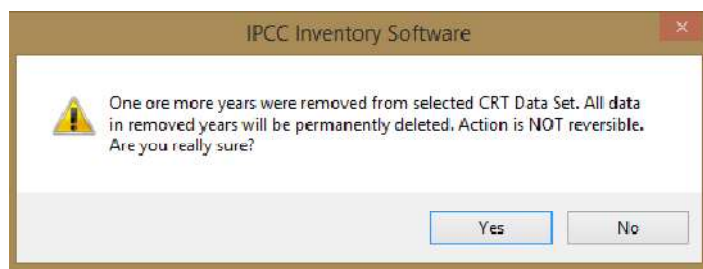 IPCC Inventory Software
One ore more years were removed from selected CRT Data Set. All data
in removed years will be permanently deleted. Action is NOT reversible.
Are you really sure?
Yes
No